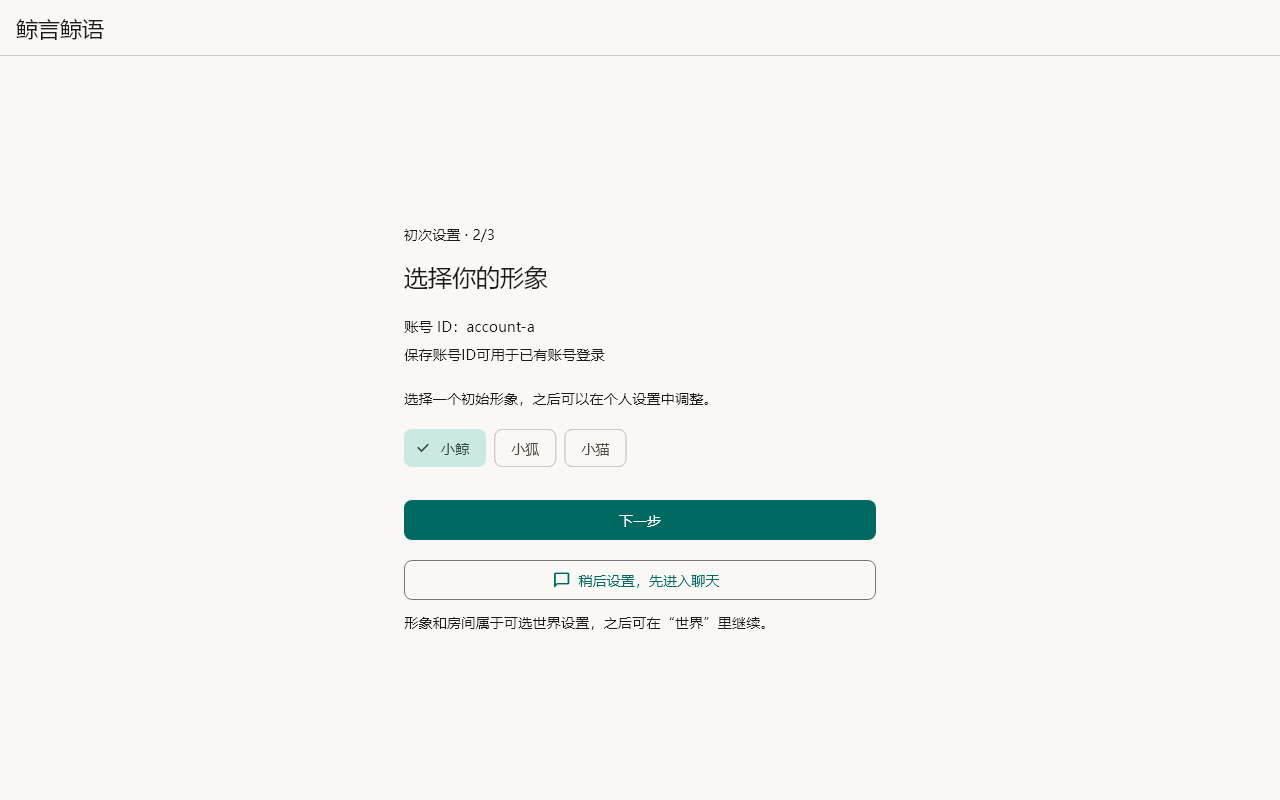 鲸言鲸语
初次设置 · 2/3
选择你的形象
账号 ID：account-a
保存账号ID可用于已有账号登录
选择一个初始形象，之后可以在个人设置中调整。
小鲸 小狐 小猫
下一步
稍后设置，先进入聊天
形象和房间属于可选世界设置，之后可在“世界”里继续。